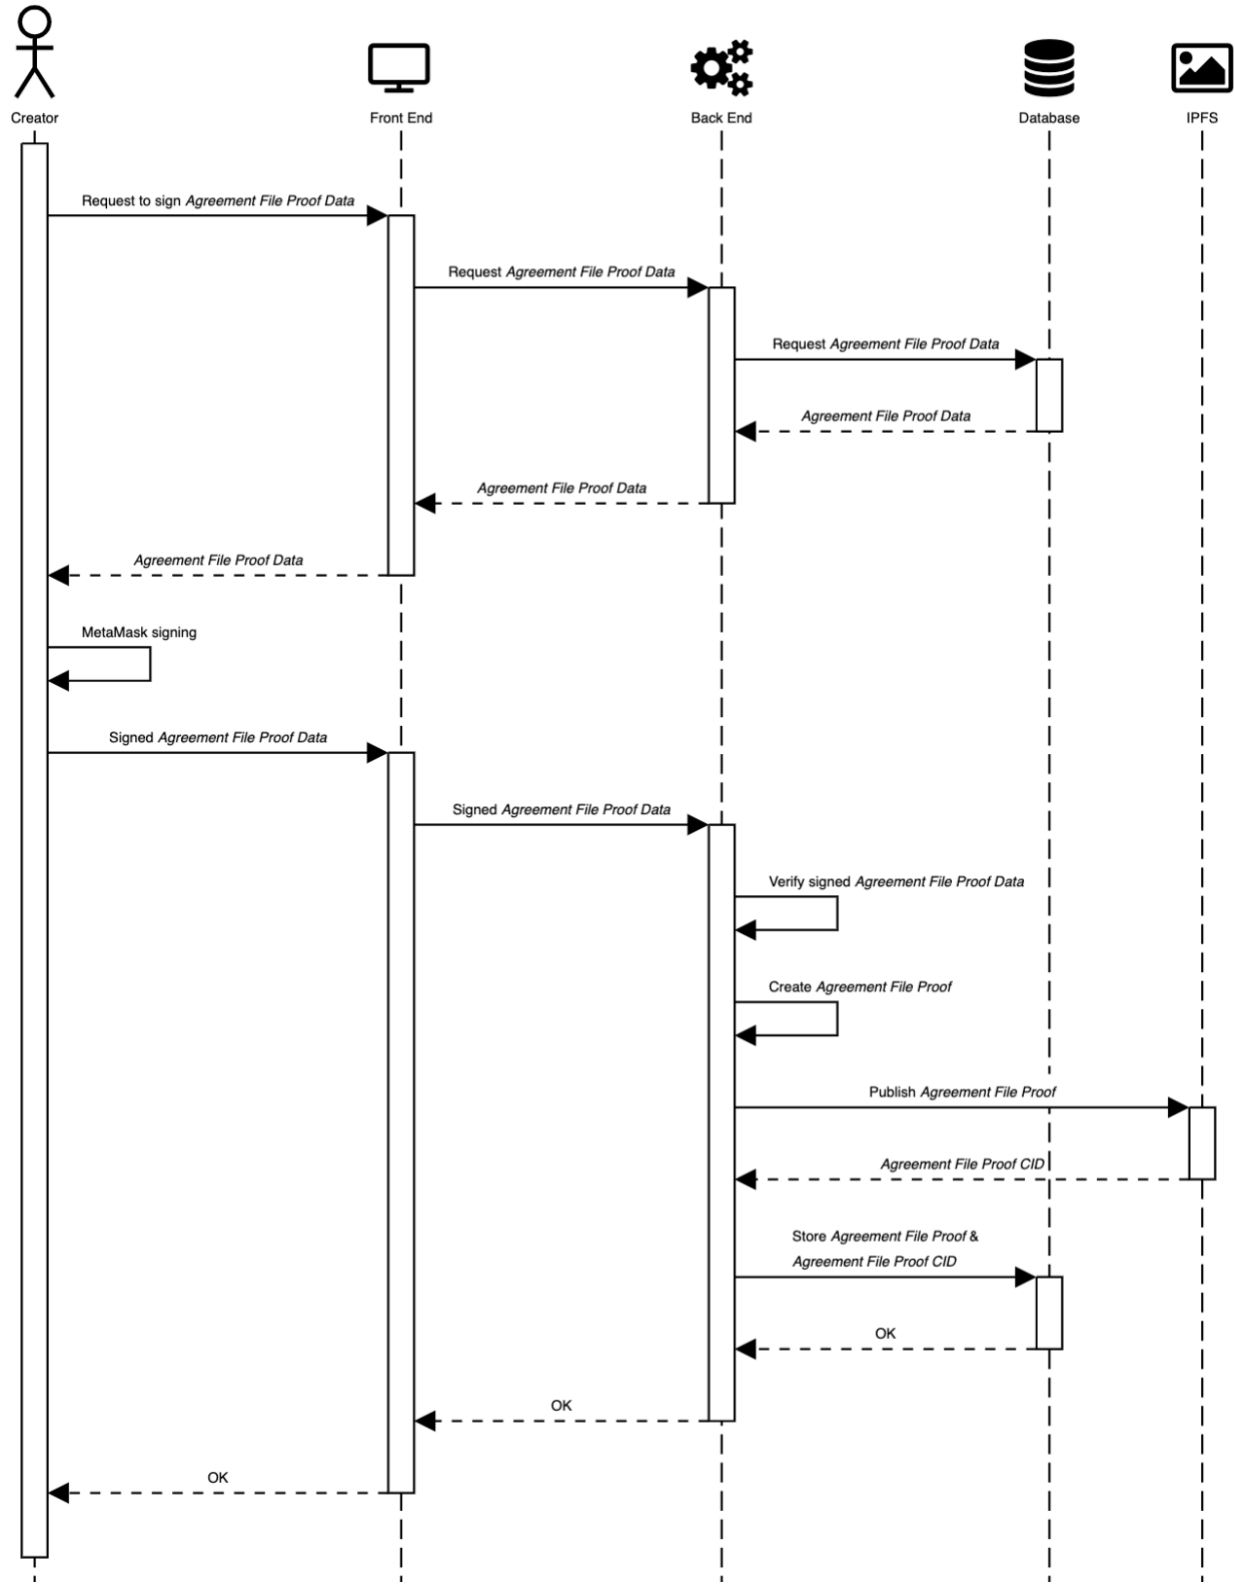 Creator
Front End
Back End
Database
IPFS
Request to sign Agreement File Proof Data
Request Agreement File Proof Data
Request Agreement File Proof Data
Agreement File Proof Data
Agreement File Proof Data
Agreement File Proof Data
MetaMask signing
Signed Agreement File Proof Data
Signed Agreement File Proof Data
Verify signed Agreement File Proof Data
Create Agreement File Proof
Publish Agreement File Proof
Agreement File Proof CID
Store Agreement File Proof &
Agreement File Proof CID
OK
OK
OK